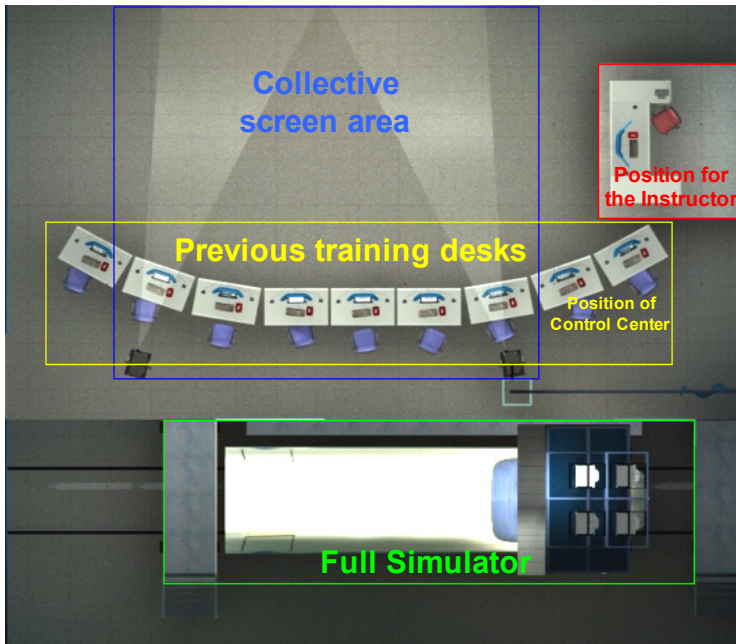 Collective
screen area
Position for
the Instructor
Previous training desks
Position of
Control Center
Full Simulator